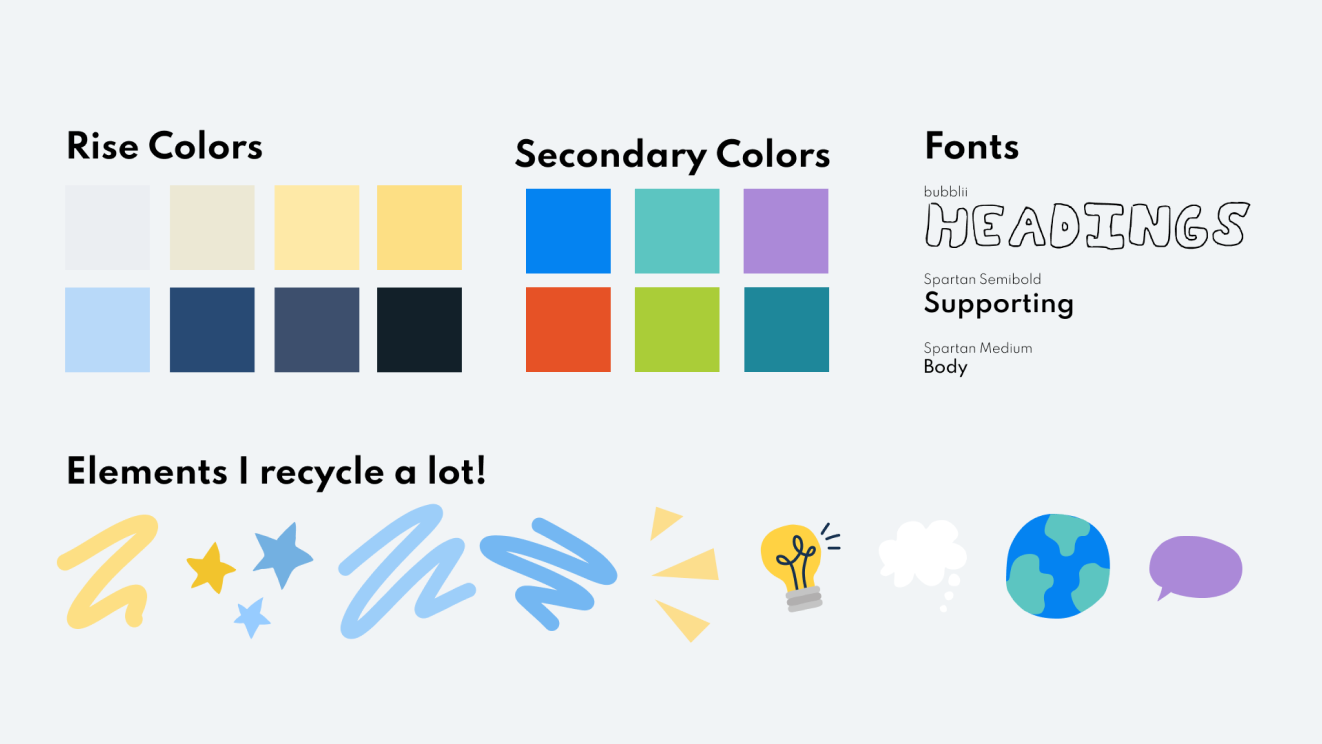 Rise Colors
Secondary Colors
Fonts
bubblii
HEADINGS
Spartan Semibold
Supporting
Spartan Medium
Body
Elements I recycle a lot!